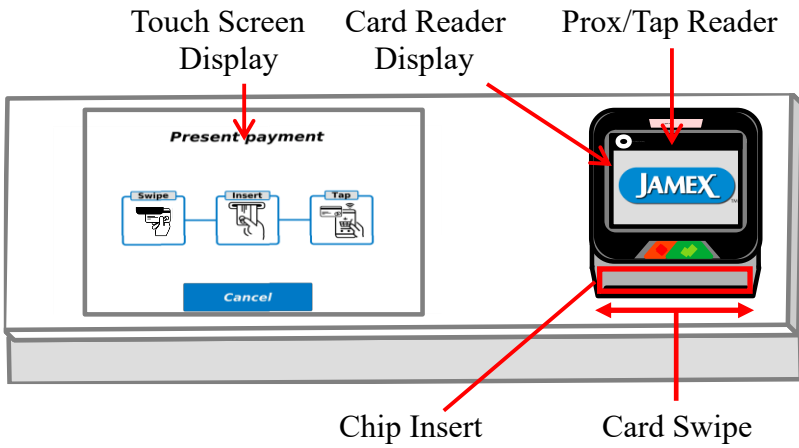 Touch Screen
Display
Card Reader
Display
Prox/Tap Reader
Present payment
Swipe
Insert
Tap
JAMEX
TM
Cancel
Chip Insert
Card Swipe